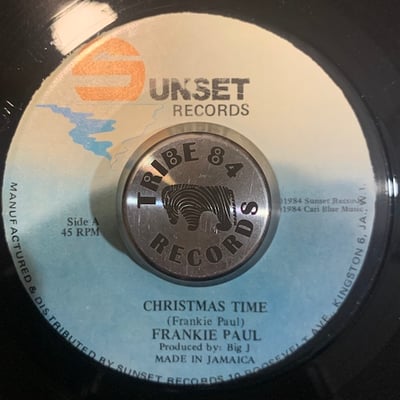 SUNSET
RECORDS
TRIBE 84
RECORDS
Side A
45 RPM
℗1984 Sunset Records
©1984 Cari Blue Music
CHRISTMAS TIME
(Frankie Paul)
FRANKIE PAUL
Produced by: Big J
MADE IN JAMAICA
MANUFACTURED & DISTRIBUTED BY SUNSET RECORDS 10 ROOSEVELT AVE. KINGSTON 6, JA. W.I.